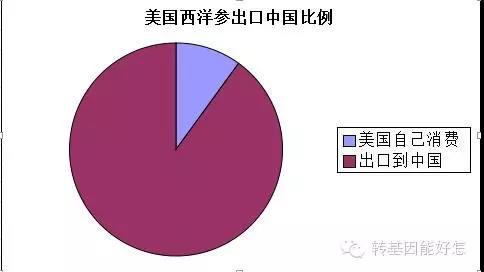 美国西洋参出口中国比例
美国自己消费
出口到中国
转基因能好怎